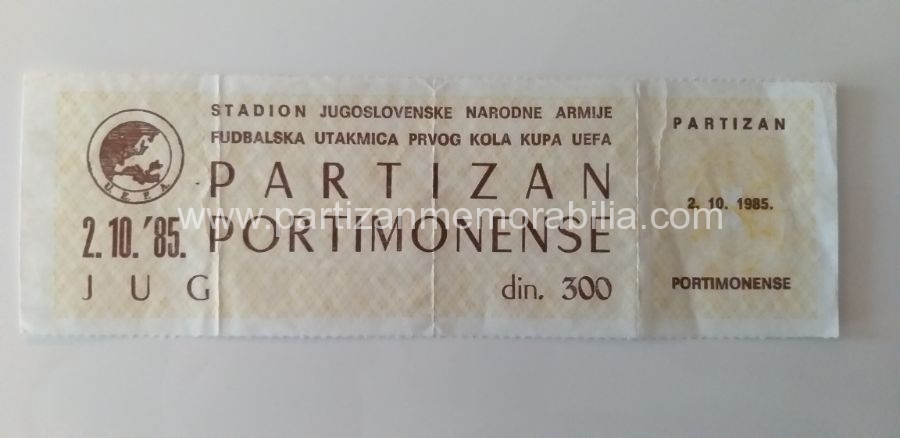 STADION JUGOSLOVENSKE NARODNE ARMIJE
FUDBALSKA UTAKMICA PRVOG KOLA KUPA UEFA
UEFA
PARTIZAN
2.10.'85. PORTIMONENSE
JUG
din. 300
PARTIZAN
2. 10. 1985.
PORTIMONENSE
www.partizanmemorabilia.com